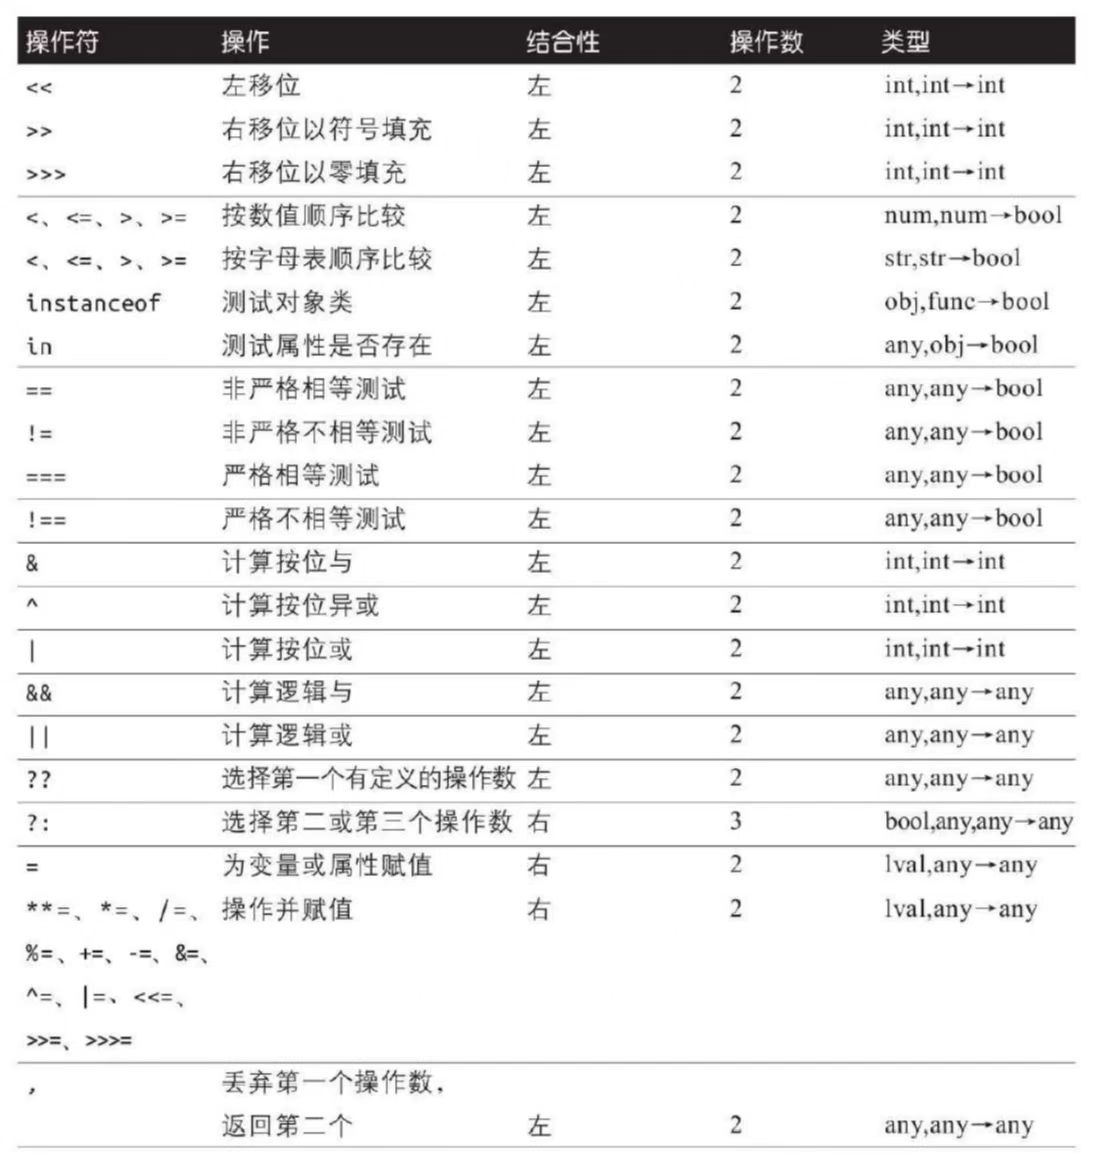 操作符 操作 结合性 操作数 类型
<< 左移位 左 2 int,int→int
>> 右移位以符号填充 左 2 int,int→int
>>> 右移位以零填充 左 2 int,int→int
<、<=、>、>= 按数值顺序比较 左 2 num,num→bool
<、<=、>、>= 按字母表顺序比较 左 2 str,str→bool
instanceof 测试对象类 左 2 obj,func→bool
in 测试属性是否存在 左 2 any,obj→bool
== 非严格相等测试 左 2 any,any→bool
!= 非严格不相等测试 左 2 any,any→bool
=== 严格相等测试 左 2 any,any→bool
!== 严格不相等测试 左 2 any,any→bool
& 计算按位与 左 2 int,int→int
^ 计算按位异或 左 2 int,int→int
| 计算按位或 左 2 int,int→int
&& 计算逻辑与 左 2 any,any→any
|| 计算逻辑或 左 2 any,any→any
?? 选择第一个有定义的操作数 左 2 any,any→any
?: 选择第二或第三个操作数 右 3 bool,any,any→any
= 为变量或属性赋值 右 2 lval,any→any
**=、*=、/=、 操作并赋值 右 2 lval,any→any
%=、+=、-=、&=、
^=、|=、<<=、
>>=、>>>=
, 丢弃第一个操作数，
返回第二个 左 2 any,any→any